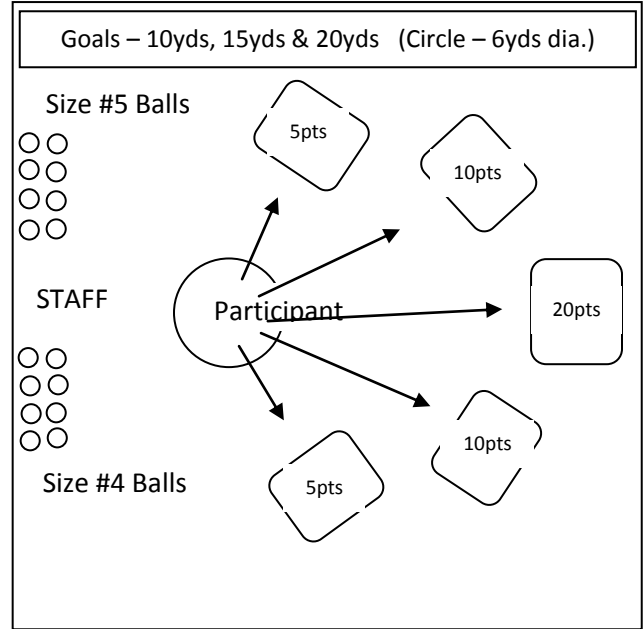 Goals – 10yds, 15yds & 20yds (Circle – 6yds dia.)
Size #5 Balls
5pts
10pts
STAFF
Participant
20pts
10pts
Size #4 Balls
5pts